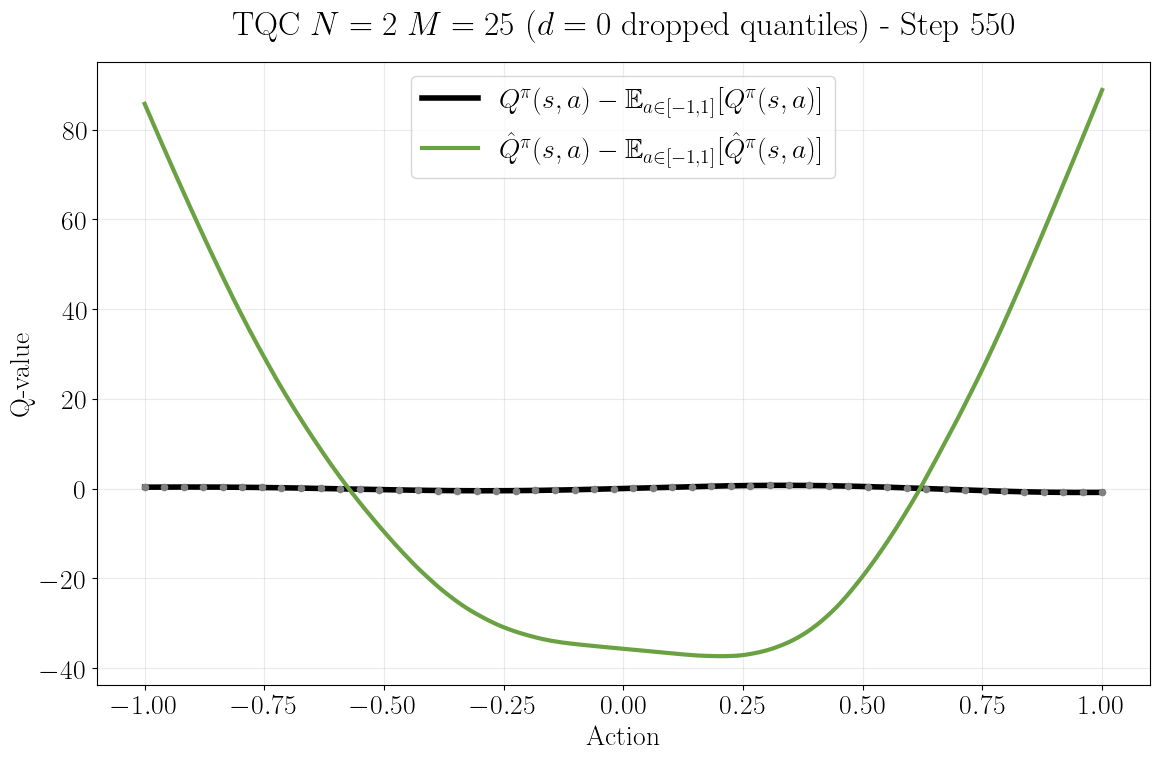 TQC N = 2 M = 25 (d = 0 dropped quantiles) - Step 550
Q^π(s, a) − 𝔼_{a∈[−1,1]}[Q^π(s, a)]
Q̂^π(s, a) − 𝔼_{a∈[−1,1]}[Q̂^π(s, a)]
80
60
40
20
0
−20
−40
Q-value
−1.00 −0.75 −0.50 −0.25 0.00 0.25 0.50 0.75 1.00
Action